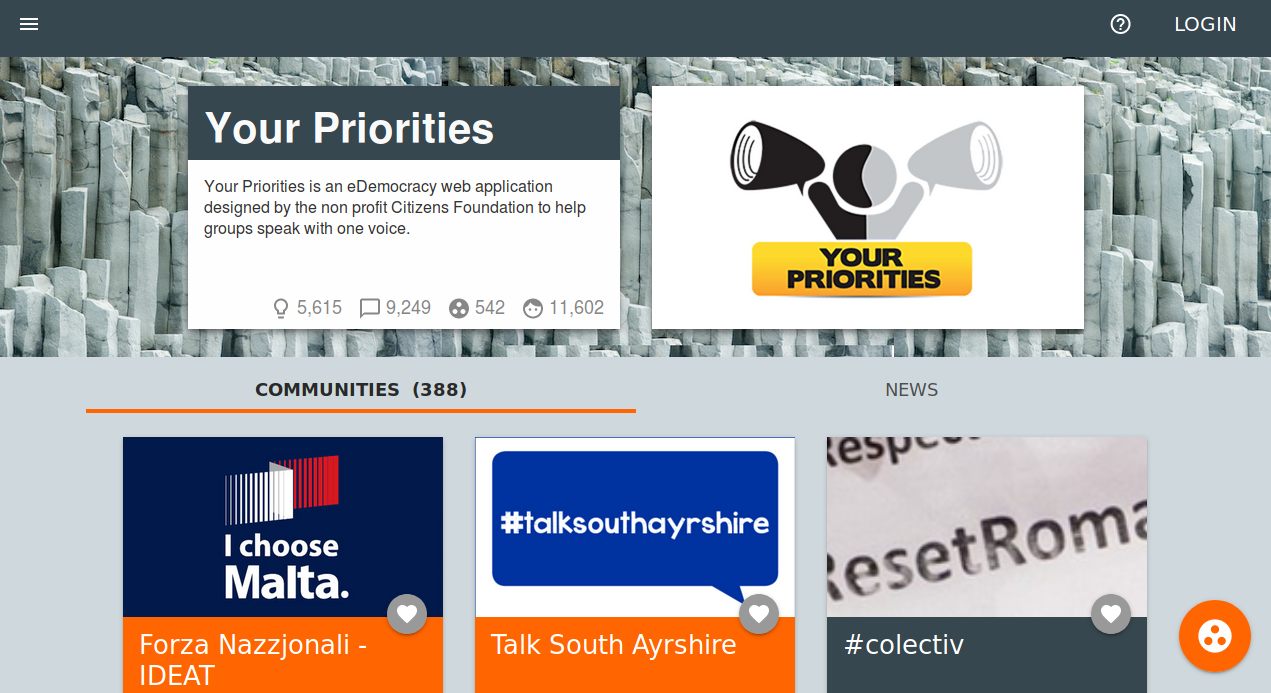 LOGIN
Your Priorities
Your Priorities is an eDemocracy web application
designed by the non profit Citizens Foundation to help
groups speak with one voice.
5,615 9,249 542 11,602
YOUR
PRIORITIES
COMMUNITIES (388)
NEWS
I choose
Malta.
#talksouthayrshire
Forza Nazzjonali -
IDEAT
Talk South Ayrshire
#colectiv